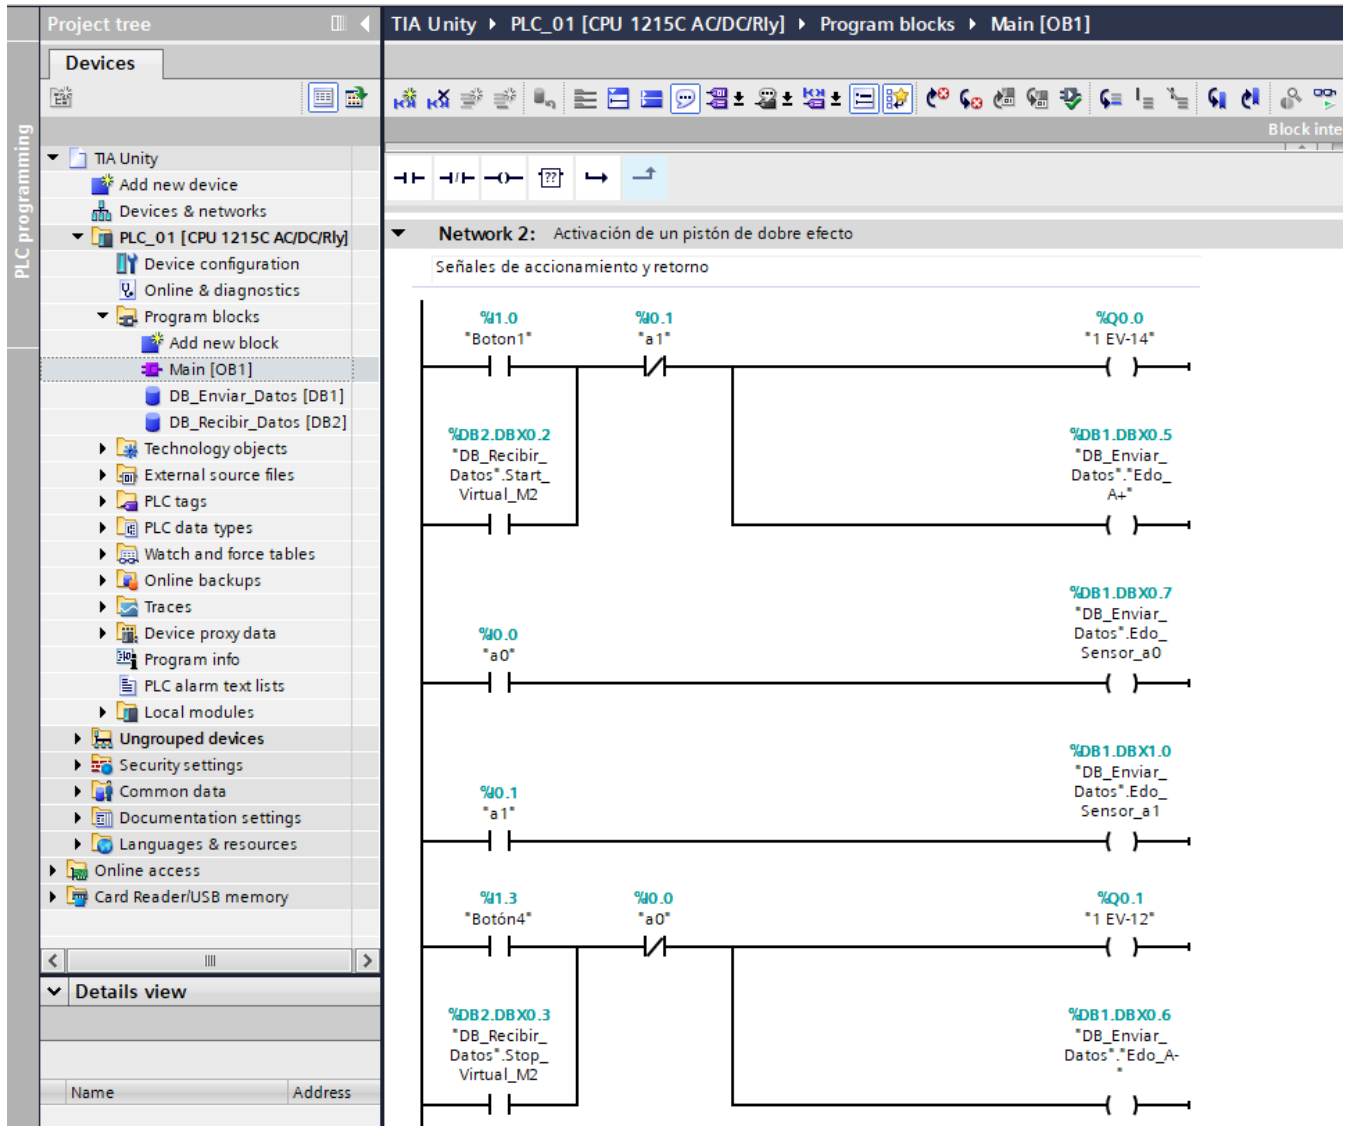 Project tree
TIA Unity ▸ PLC_01 [CPU 1215C AC/DC/Rly] ▸ Program blocks ▸ Main [OB1]
Devices
PLC programming
Block inte
TIA Unity
Add new device
Devices & networks
PLC_01 [CPU 1215C AC/DC/Rly]
Device configuration
Online & diagnostics
Program blocks
Add new block
Main [OB1]
DB_Enviar_Datos [DB1]
DB_Recibir_Datos [DB2]
Technology objects
External source files
PLC tags
PLC data types
Watch and force tables
Online backups
Traces
Device proxy data
Program info
PLC alarm text lists
Local modules
Ungrouped devices
Security settings
Common data
Documentation settings
Languages & resources
Online access
Card Reader/USB memory
Details view
Name Address
??
Network 2: Activación de un pistón de dobre efecto
Señales de accionamiento y retorno
%I1.0 %I0.1 %Q0.0
"Boton1" "a1" "1 EV-14"
%DB2.DBX0.2 %DB1.DBX0.5
"DB_Recibir_ "DB_Enviar_
Datos".Start_ Datos"."Edo_
Virtual_M2 A+"
%DB1.DBX0.7
"DB_Enviar_
%I0.0 Datos".Edo_
"a0" Sensor_a0
%DB1.DBX1.0
"DB_Enviar_
%I0.1 Datos".Edo_
"a1" Sensor_a1
%I1.3 %I0.0 %Q0.1
"Botón4" "a0" "1 EV-12"
%DB2.DBX0.3 %DB1.DBX0.6
"DB_Recibir_ "DB_Enviar_
Datos".Stop_ Datos"."Edo_A-
Virtual_M2 "